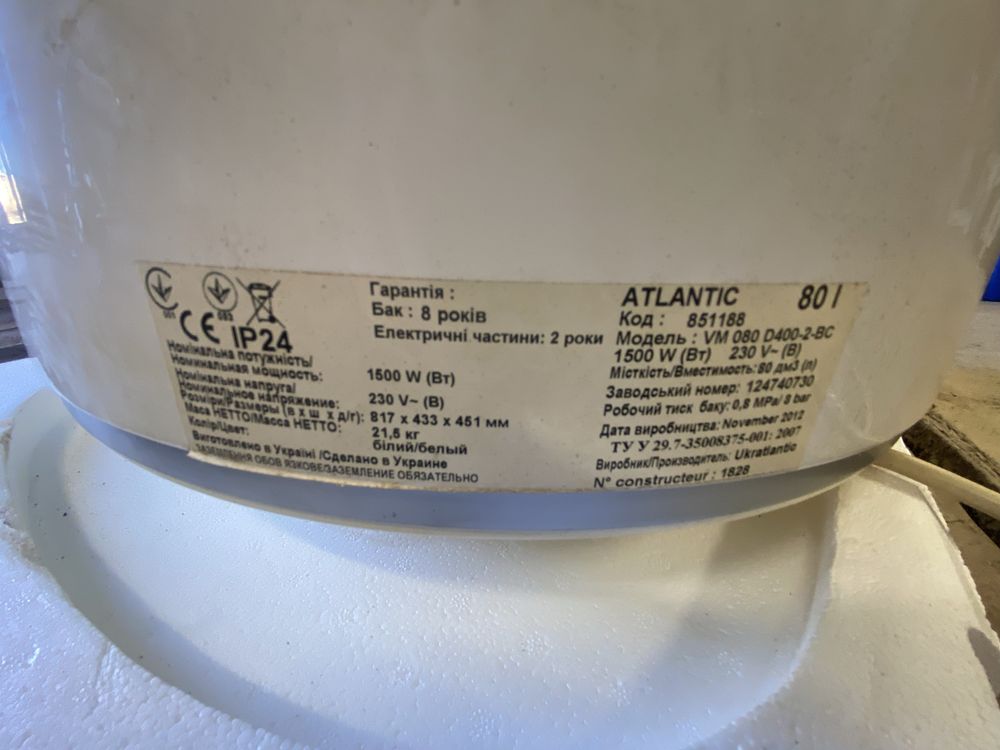 001
083
CE IP24
Номінальна потужність/
Номинальная мощность: 1500 W (Вт)
Номінальна напруга/
Номинальное напряжение: 230 V~ (В)
Розміри/Размеры (в х ш х д/г): 817 x 433 x 451 мм
Маса НЕТТО/Масса НЕТТО: 21,5 кг
Колір/Цвет: білий/белый
Виготовлено в Україні /Сделано в Украине
ЗАЗЕМЛЕННЯ ОБОВ ЯЗКОВЕ/ЗАЗЕМЛЕНИЕ ОБЯЗАТЕЛЬНО
Гарантія :
Бак : 8 років
Електричні частини: 2 роки
ATLANTIC 80 l
Код : 851188
Модель : VM 080 D400-2-BC
1500 W (Вт) 230 V~ (В)
Місткість/Вместимость: 80 дм3 (л)
Заводський номер: 124740730
Робочий тиск баку: 0,8 MPa/ 8 bar
Дата виробництва: November 2012
ТУ У 29.7-35008375-001: 2007
Виробник/Производитель: Ukratlantic
N° constructeur : 1828